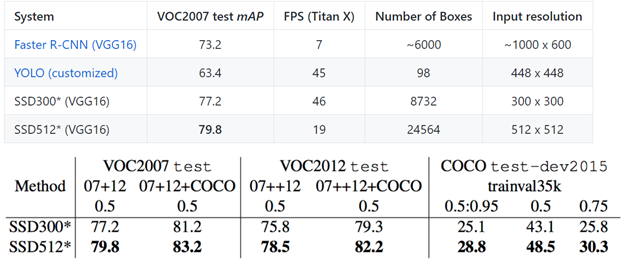 System VOC2007 test mAP FPS (Titan X) Number of Boxes Input resolution
Faster R-CNN (VGG16) 73.2 7 ~6000 ~1000 x 600
YOLO (customized) 63.4 45 98 448 x 448
SSD300* (VGG16) 77.2 46 8732 300 x 300
SSD512* (VGG16) 79.8 19 24564 512 x 512
VOC2007 test VOC2012 test COCO test-dev2015
Method 07+12 07+12+COCO 07++12 07++12+COCO trainval35k
0.5 0.5 0.5 0.5 0.5:0.95 0.5 0.75
SSD300* 77.2 81.2 75.8 79.3 25.1 43.1 25.8
SSD512* 79.8 83.2 78.5 82.2 28.8 48.5 30.3